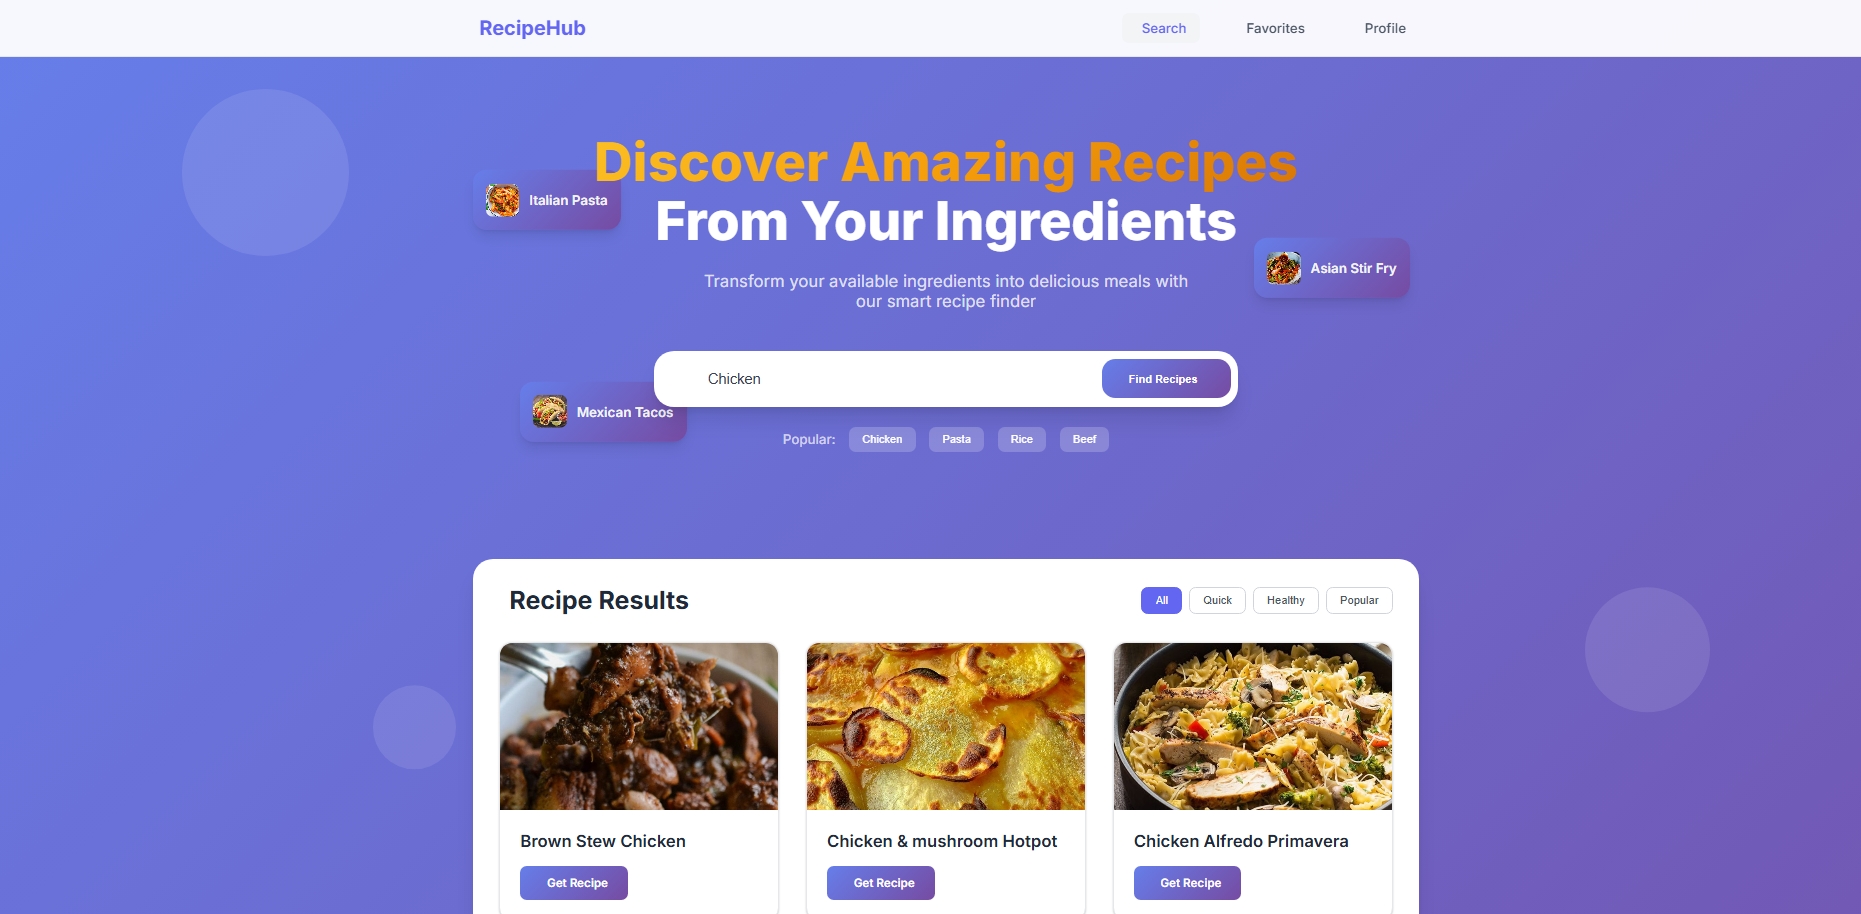 RecipeHub
Search
Favorites
Profile
Discover Amazing Recipes
From Your Ingredients
Italian Pasta
Asian Stir Fry
Transform your available ingredients into delicious meals with
our smart recipe finder
Chicken
Find Recipes
Mexican Tacos
Popular:
Chicken
Pasta
Rice
Beef
Recipe Results
All
Quick
Healthy
Popular
Brown Stew Chicken
Get Recipe
Chicken & mushroom Hotpot
Get Recipe
Chicken Alfredo Primavera
Get Recipe